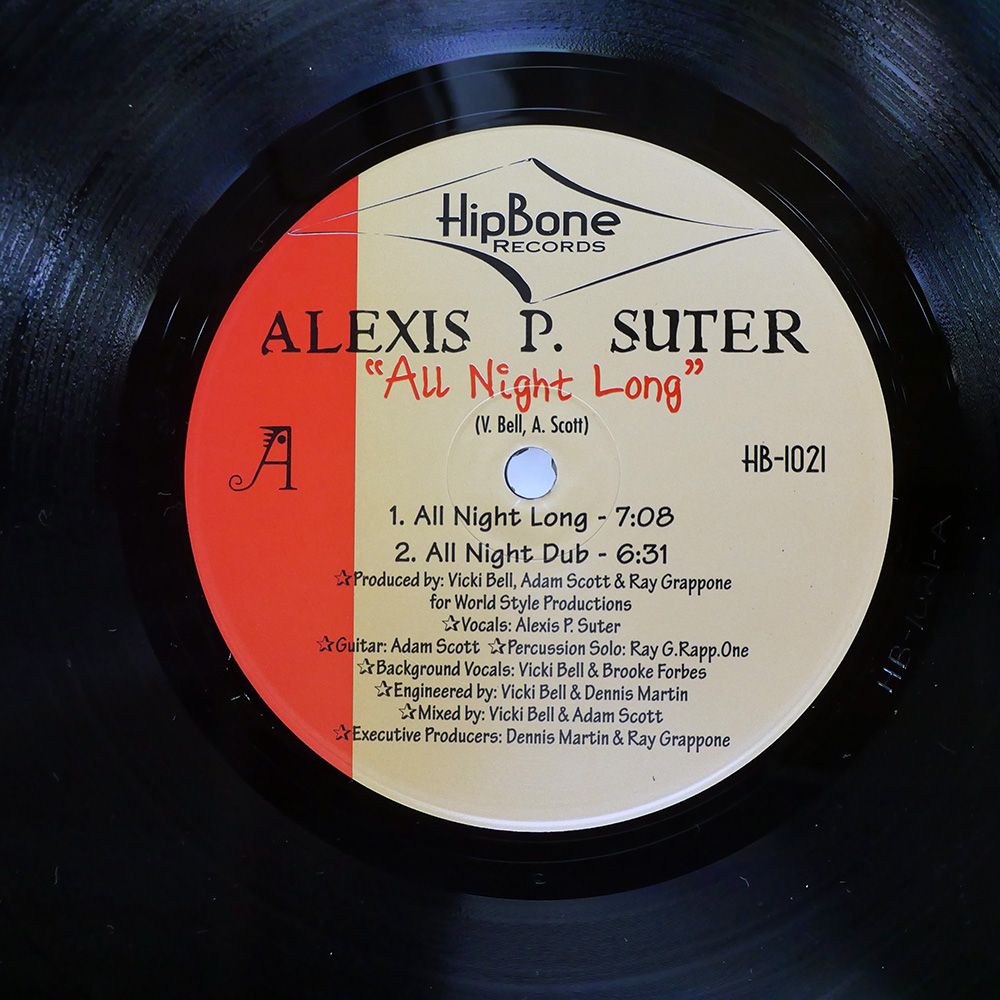 HipBone
RECORDS
ALEXIS P. SUTER
"All Night Long"
(V. Bell, A. Scott)
A
HB-1021
1. All Night Long - 7:08
2. All Night Dub - 6:31
☆Produced by: Vicki Bell, Adam Scott & Ray Grappone
for World Style Productions
☆Vocals: Alexis P. Suter
☆Guitar: Adam Scott ☆Percussion Solo: Ray G.Rapp.One
☆Background Vocals: Vicki Bell & Brooke Forbes
☆Engineered by: Vicki Bell & Dennis Martin
☆Mixed by: Vicki Bell & Adam Scott
☆Executive Producers: Dennis Martin & Ray Grappone